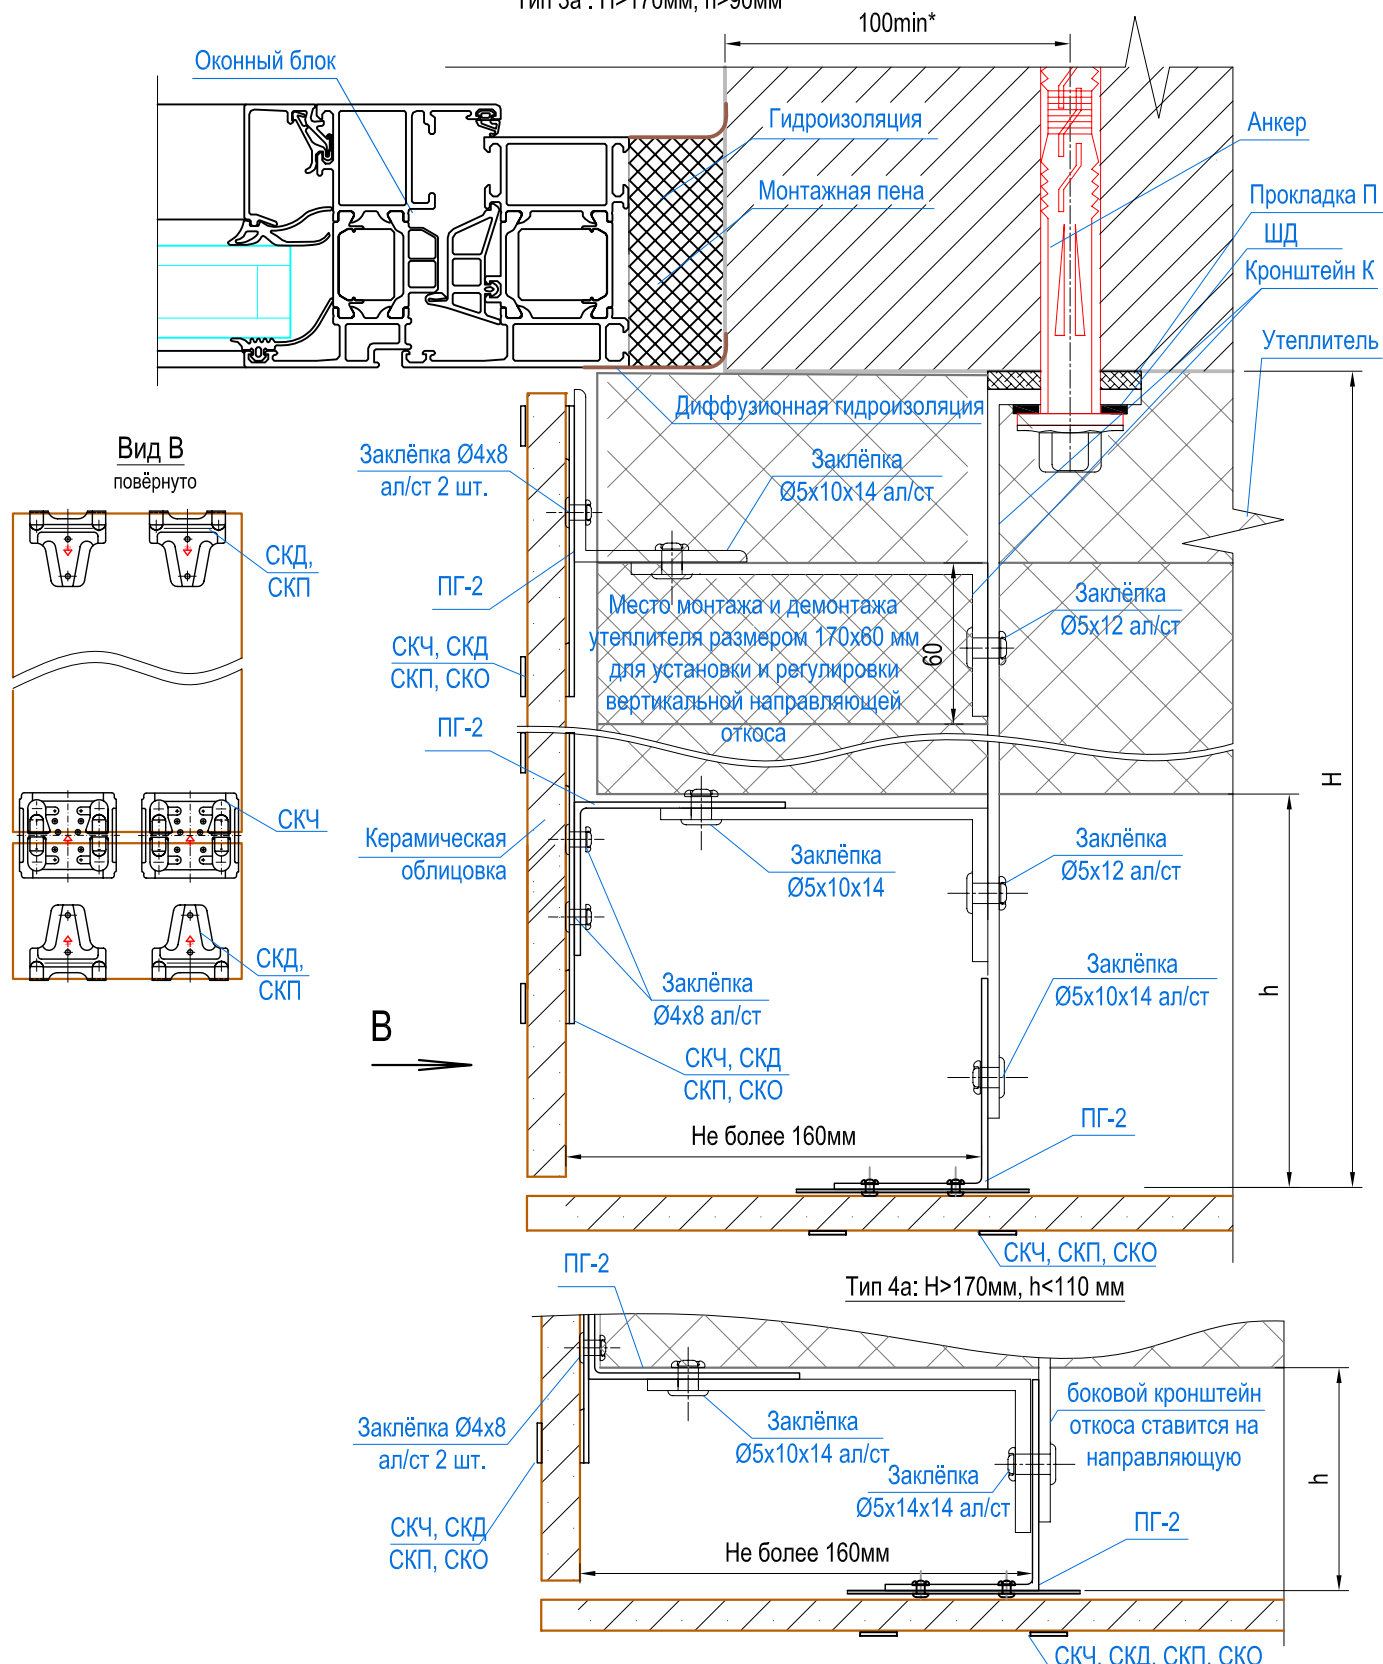 Тип 3а : H>170мм, h>90мм
100min*
Оконный блок
Гидроизоляция
Анкер
Монтажная пена
Прокладка П
ШД
Кронштейн К
Утеплитель
Диффузионная гидроизоляция
Вид В
повёрнуто
Заклёпка Ø4х8
ал/ст 2 шт.
Заклёпка
Ø5х10х14 ал/ст
СКД,
СКП
ПГ-2
Место монтажа и демонтажа
утеплителя размером 170х60 мм
для установки и регулировки
вертикальной направляющей
откоса
60
Заклёпка
Ø5х12 ал/ст
СКЧ, СКД
СКП, СКО
ПГ-2
H
СКЧ
Керамическая
облицовка
Заклёпка
Ø5х10х14
Заклёпка
Ø5х12 ал/ст
СКД,
СКП
Заклёпка
Ø4х8 ал/ст
Заклёпка
Ø5х10х14 ал/ст
h
В
СКЧ, СКД
СКП, СКО
Не более 160мм
ПГ-2
СКЧ, СКП, СКО
ПГ-2
Тип 4а: H>170мм, h<110 мм
Заклёпка Ø4х8
ал/ст 2 шт.
Заклёпка
Ø5х10х14 ал/ст
боковой кронштейн
откоса ставится на
направляющую
Заклёпка
Ø5х14х14 ал/ст
h
СКЧ, СКД
СКП, СКО
Не более 160мм
ПГ-2
СКЧ, СКД, СКП, СКО